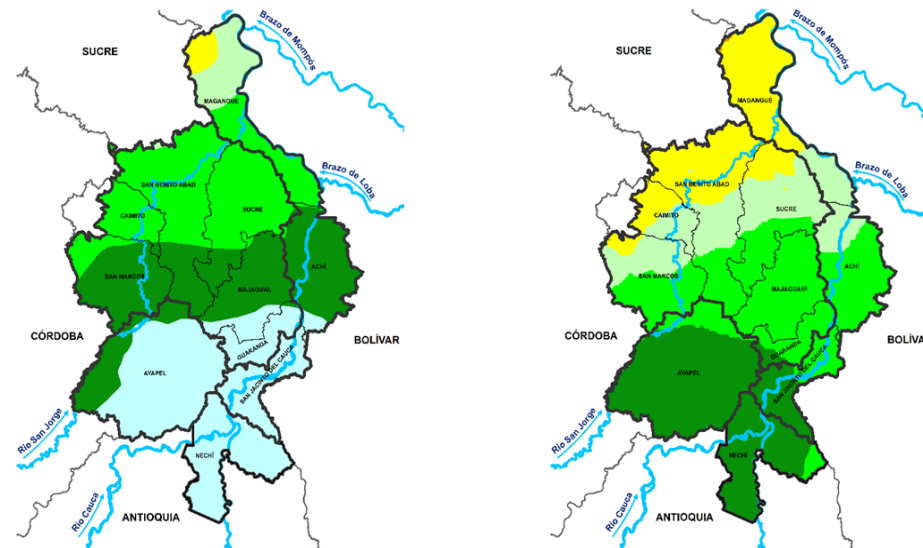 SUCRE
Brazo de Mompós
MAGANGUÉ
Brazo de Loba
SAN BENITO ABAD
CAIMITO
SUCRE
SAN MARCOS
ACHÍ
MAJAGUAL
CÓRDOBA
BOLÍVAR
GUARANDA
AYAPEL
SAN JACINTO DEL CAUCA
Río San Jorge
NECHÍ
Río Cauca
ANTIOQUIA
SUCRE
Brazo de Mompós
MAGANGUÉ
Brazo de Loba
SAN BENITO ABAD
CAIMITO
SUCRE
SAN MARCOS
ACHÍ
MAJAGUAL
CÓRDOBA
BOLÍVAR
GUARANDA
AYAPEL
SAN JACINTO DEL CAUCA
Río San Jorge
NECHÍ
Río Cauca
ANTIOQUIA